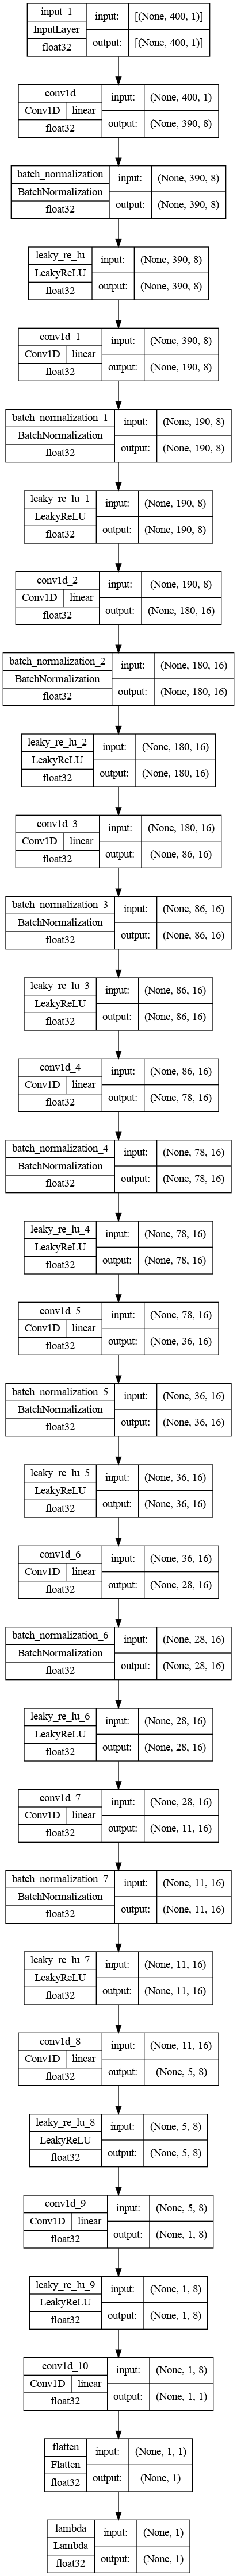 input_1 input: [(None, 400, 1)]
InputLayer
float32 output: [(None, 400, 1)]
conv1d input: (None, 400, 1)
Conv1D linear
float32 output: (None, 390, 8)
batch_normalization input: (None, 390, 8)
BatchNormalization
float32 output: (None, 390, 8)
leaky_re_lu input: (None, 390, 8)
LeakyReLU
float32 output: (None, 390, 8)
conv1d_1 input: (None, 390, 8)
Conv1D linear
float32 output: (None, 190, 8)
batch_normalization_1 input: (None, 190, 8)
BatchNormalization
float32 output: (None, 190, 8)
leaky_re_lu_1 input: (None, 190, 8)
LeakyReLU
float32 output: (None, 190, 8)
conv1d_2 input: (None, 190, 8)
Conv1D linear
float32 output: (None, 180, 16)
batch_normalization_2 input: (None, 180, 16)
BatchNormalization
float32 output: (None, 180, 16)
leaky_re_lu_2 input: (None, 180, 16)
LeakyReLU
float32 output: (None, 180, 16)
conv1d_3 input: (None, 180, 16)
Conv1D linear
float32 output: (None, 86, 16)
batch_normalization_3 input: (None, 86, 16)
BatchNormalization
float32 output: (None, 86, 16)
leaky_re_lu_3 input: (None, 86, 16)
LeakyReLU
float32 output: (None, 86, 16)
conv1d_4 input: (None, 86, 16)
Conv1D linear
float32 output: (None, 78, 16)
batch_normalization_4 input: (None, 78, 16)
BatchNormalization
float32 output: (None, 78, 16)
leaky_re_lu_4 input: (None, 78, 16)
LeakyReLU
float32 output: (None, 78, 16)
conv1d_5 input: (None, 78, 16)
Conv1D linear
float32 output: (None, 36, 16)
batch_normalization_5 input: (None, 36, 16)
BatchNormalization
float32 output: (None, 36, 16)
leaky_re_lu_5 input: (None, 36, 16)
LeakyReLU
float32 output: (None, 36, 16)
conv1d_6 input: (None, 36, 16)
Conv1D linear
float32 output: (None, 28, 16)
batch_normalization_6 input: (None, 28, 16)
BatchNormalization
float32 output: (None, 28, 16)
leaky_re_lu_6 input: (None, 28, 16)
LeakyReLU
float32 output: (None, 28, 16)
conv1d_7 input: (None, 28, 16)
Conv1D linear
float32 output: (None, 11, 16)
batch_normalization_7 input: (None, 11, 16)
BatchNormalization
float32 output: (None, 11, 16)
leaky_re_lu_7 input: (None, 11, 16)
LeakyReLU
float32 output: (None, 11, 16)
conv1d_8 input: (None, 11, 16)
Conv1D linear
float32 output: (None, 5, 8)
leaky_re_lu_8 input: (None, 5, 8)
LeakyReLU
float32 output: (None, 5, 8)
conv1d_9 input: (None, 5, 8)
Conv1D linear
float32 output: (None, 1, 8)
leaky_re_lu_9 input: (None, 1, 8)
LeakyReLU
float32 output: (None, 1, 8)
conv1d_10 input: (None, 1, 8)
Conv1D linear
float32 output: (None, 1, 1)
flatten input: (None, 1, 1)
Flatten
float32 output: (None, 1)
lambda input: (None, 1)
Lambda
float32 output: (None, 1)